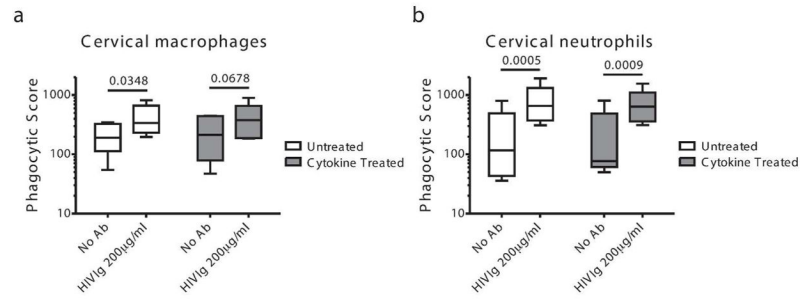 a
Cervical macrophages
0.0348
0.0678
Phagocytic Score
1000
100
10
No Ab
HIVIg 200µg/ml
No Ab
HIVIg 200µg/ml
Untreated
Cytokine Treated
b
Cervical neutrophils
0.0005
0.0009
Phagocytic Score
1000
100
10
No Ab
HIVIg 200µg/ml
No Ab
HIVIg 200µg/ml
Untreated
Cytokine Treated